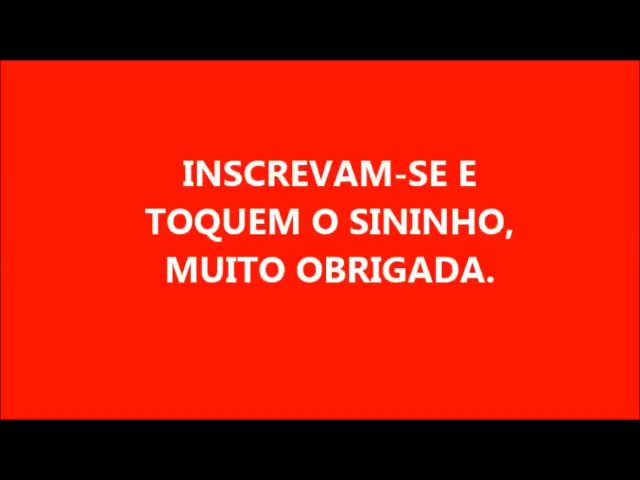 INSCREVAM-SE E
TOQUEM O SININHO,
MUITO OBRIGADA.